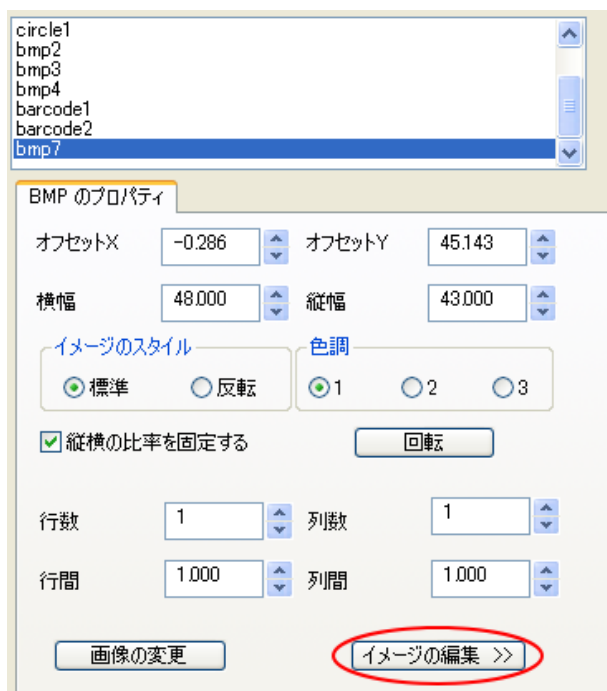 circle1
bmp2
bmp3
bmp4
barcode1
barcode2
bmp7
BMP のプロパティ
オフセットX -0.286 オフセットY 45.143
横幅 48.000 縦幅 43.000
イメージのスタイル 色調
標準 反転 1 2 3
縦横の比率を固定する 回転
行数 1 列数 1
行間 1.000 列間 1.000
画像の変更 イメージの編集 >>